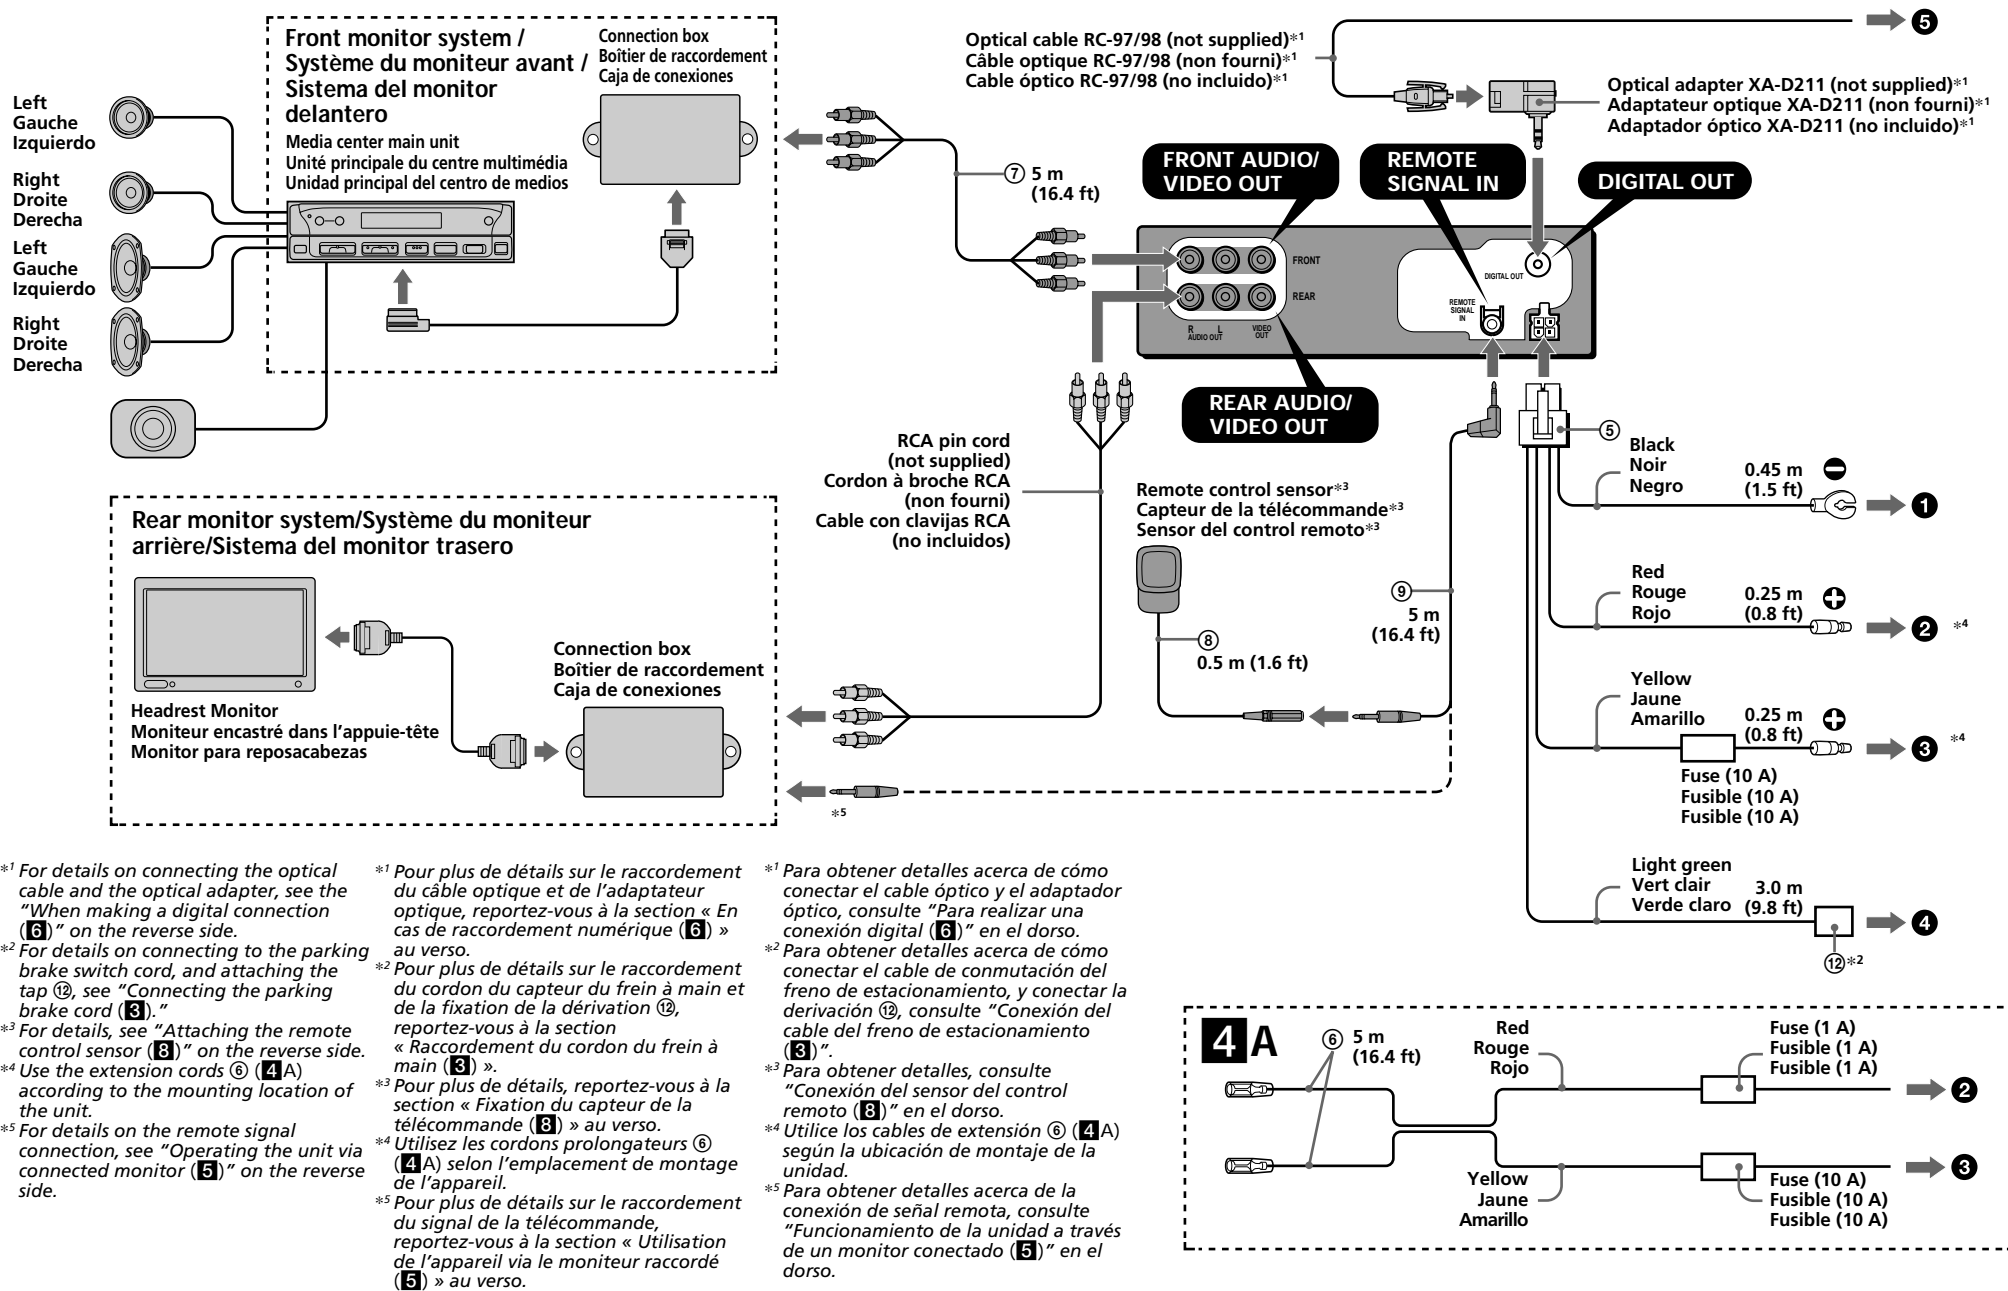 Front monitor system /
Système du moniteur avant /
Sistema del monitor
delantero
Media center main unit
Unité principale du centre multimédia
Unidad principal del centro de medios
Connection box
Boîtier de raccordement
Caja de conexiones
Left
Gauche
Izquierdo
Right
Droite
Derecha
Left
Gauche
Izquierdo
Right
Droite
Derecha
Optical cable RC-97/98 (not supplied)*1
Câble optique RC-97/98 (non fourni)*1
Cable óptico RC-97/98 (no incluido)*1
❺
Optical adapter XA-D211 (not supplied)*1
Adaptateur optique XA-D211 (non fourni)*1
Adaptador óptico XA-D211 (no incluido)*1
⑦ 5 m
(16.4 ft)
FRONT AUDIO/
VIDEO OUT
REMOTE
SIGNAL IN
DIGITAL OUT
FRONT
REAR
R L
AUDIO OUT
VIDEO
OUT
DIGITAL OUT
REMOTE
SIGNAL
IN
REAR AUDIO/
VIDEO OUT
RCA pin cord
(not supplied)
Cordon à broche RCA
(non fourni)
Cable con clavijas RCA
(no incluidos)
Remote control sensor*3
Capteur de la télécommande*3
Sensor del control remoto*3
⑧
0.5 m (1.6 ft)
⑨
5 m
(16.4 ft)
⑤
Black
Noir
Negro
0.45 m
(1.5 ft)
❶
Red
Rouge
Rojo
0.25 m
(0.8 ft)
❷ *4
Yellow
Jaune
Amarillo
0.25 m
(0.8 ft)
❸ *4
Fuse (10 A)
Fusible (10 A)
Fusible (10 A)
Light green
Vert clair
Verde claro
3.0 m
(9.8 ft)
❹
⑫*2
Rear monitor system/Système du moniteur
arrière/Sistema del monitor trasero
Headrest Monitor
Moniteur encastré dans l’appuie-tête
Monitor para reposacabezas
Connection box
Boîtier de raccordement
Caja de conexiones
*5
*1 For details on connecting the optical
cable and the optical adapter, see the
“When making a digital connection
(6)” on the reverse side.
*2 For details on connecting to the parking
brake switch cord, and attaching the
tap ⑫, see “Connecting the parking
brake cord (3).”
*3 For details, see “Attaching the remote
control sensor (8)” on the reverse side.
*4 Use the extension cords ⑥ (4A)
according to the mounting location of
the unit.
*5 For details on the remote signal
connection, see “Operating the unit via
connected monitor (5)” on the reverse
side.
*1 Pour plus de détails sur le raccordement
du câble optique et de l’adaptateur
optique, reportez-vous à la section « En
cas de raccordement numérique (6) »
au verso.
*2 Pour plus de détails sur le raccordement
du cordon du capteur du frein à main et
de la fixation de la dérivation ⑫,
reportez-vous à la section
« Raccordement du cordon du frein à
main (3) ».
*3 Pour plus de détails, reportez-vous à la
section « Fixation du capteur de la
télécommande (8) » au verso.
*4 Utilisez les cordons prolongateurs ⑥
(4A) selon l’emplacement de montage
de l’appareil.
*5 Pour plus de détails sur le raccordement
du signal de la télécommande,
reportez-vous à la section « Utilisation
de l’appareil via le moniteur raccordé
(5) » au verso.
*1 Para obtener detalles acerca de cómo
conectar el cable óptico y el adaptador
óptico, consulte “Para realizar una
conexión digital (6)” en el dorso.
*2 Para obtener detalles acerca de cómo
conectar el cable de conmutación del
freno de estacionamiento, y conectar la
derivación ⑫, consulte “Conexión del
cable del freno de estacionamiento
(3)”.
*3 Para obtener detalles, consulte
“Conexión del sensor del control
remoto (8)” en el dorso.
*4 Utilice los cables de extensión ⑥ (4A)
según la ubicación de montaje de la
unidad.
*5 Para obtener detalles acerca de la
conexión de señal remota, consulte
“Funcionamiento de la unidad a través
de un monitor conectado (5)” en el
dorso.
4A
⑥ 5 m
(16.4 ft)
Red
Rouge
Rojo
Fuse (1 A)
Fusible (1 A)
Fusible (1 A)
❷
Yellow
Jaune
Amarillo
Fuse (10 A)
Fusible (10 A)
Fusible (10 A)
❸